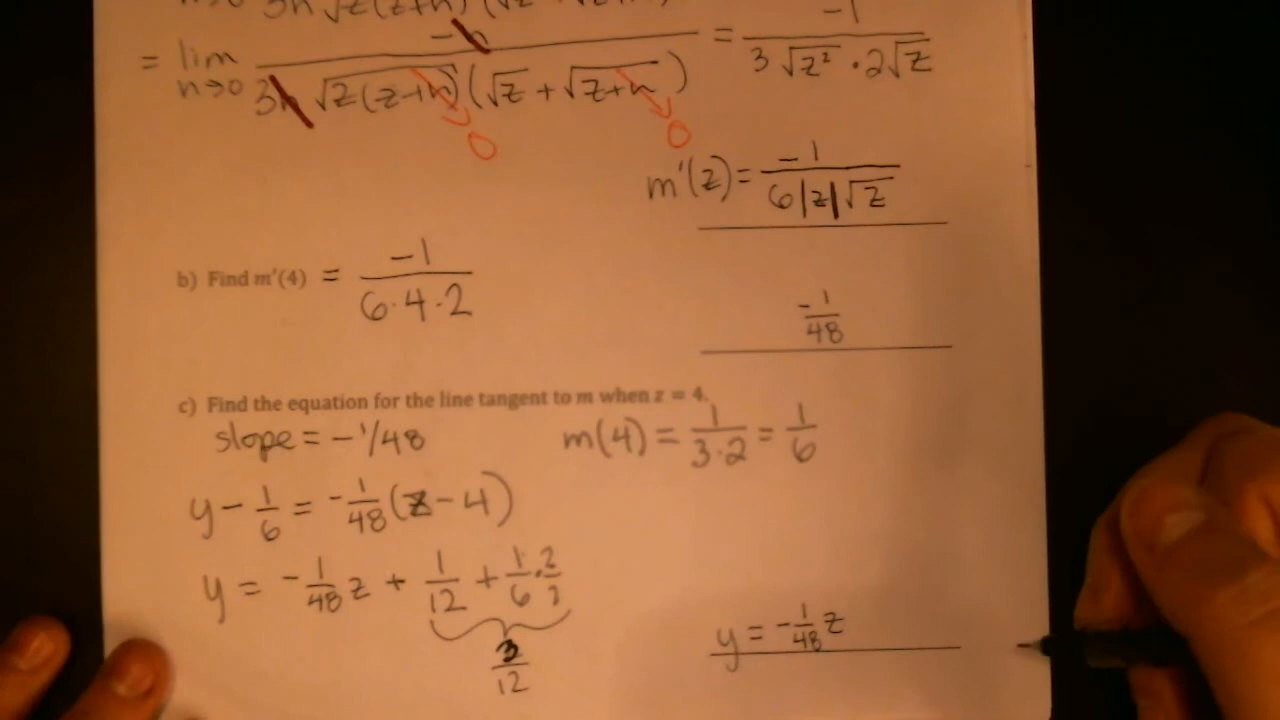 3h√z(z+h)
= lim h→0 -h / 3h √z(z+h) (√z + √z+h) = -1 / 3√z² · 2√z
0 0
m'(z) = -1 / 6|z|√z
b) Find m'(4) = -1 / 6·4·2
-1/48
c) Find the equation for the line tangent to m when z = 4.
slope = -1/48 m(4) = 1/3·2 = 1/6
y - 1/6 = -1/48 (z - 4)
y = -1/48 z + 1/12 + 1/6 · 2/2
3/12
y = -1/48 z